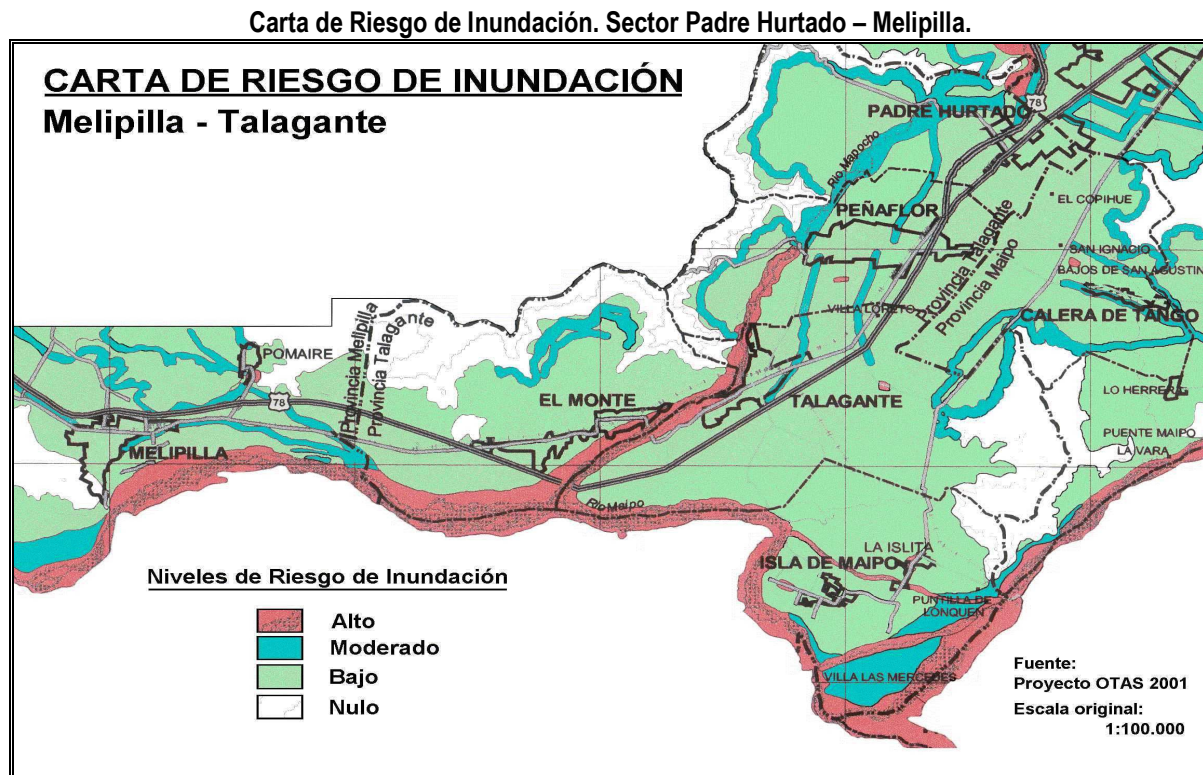 Carta de Riesgo de Inundación. Sector Padre Hurtado – Melipilla.
CARTA DE RIESGO DE INUNDACIÓN
Melipilla - Talagante
78
PADRE HURTADO
Río Mapocho
PEÑAFLOR
EL COPIHUE
Provincia Talagante
Provincia Maipo
SAN IGNACIO
BAJOS DE SAN AGUSTIN
VILLA LORETO
CALERA DE TANGO
Provincia Melipilla
Provincia Talagante
POMAIRE
78
EL MONTE
TALAGANTE
LO HERRERA
PUENTE MAIPO
LA VARA
MELIPILLA
Río Maipo
LA ISLITA
ISLA DE MAIPO
PUNTILLA DE
LONQUEN
VILLA LAS MERCEDES
Niveles de Riesgo de Inundación
Alto
Moderado
Bajo
Nulo
Fuente:
Proyecto OTAS 2001
Escala original:
1:100.000